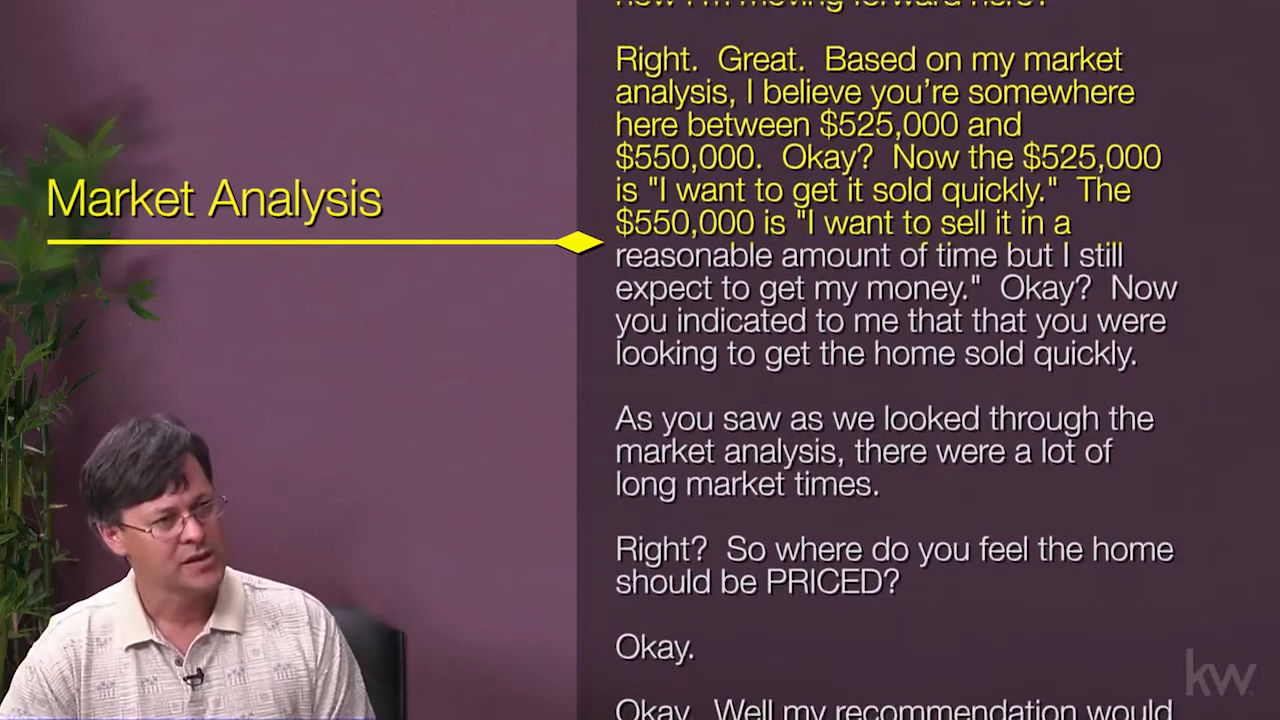 now I'm moving forward here?
Right. Great. Based on my market
analysis, I believe you're somewhere
here between $525,000 and
$550,000. Okay? Now the $525,000
is "I want to get it sold quickly." The
$550,000 is "I want to sell it in a
reasonable amount of time but I still
expect to get my money." Okay? Now
you indicated to me that that you were
looking to get the home sold quickly.
As you saw as we looked through the
market analysis, there were a lot of
long market times.
Right? So where do you feel the home
should be PRICED?
Okay.
Okay. Well my recommendation would
Market Analysis
kw